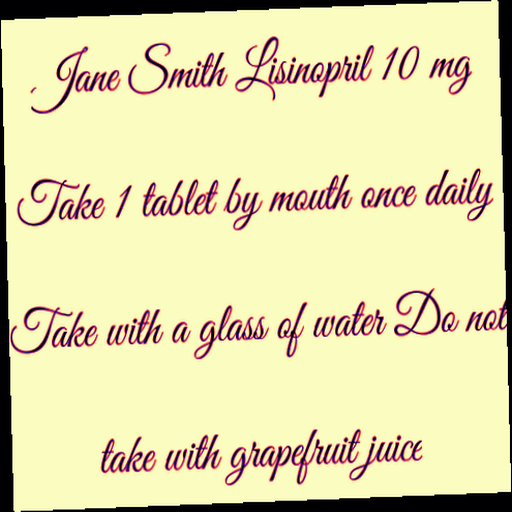 Jane Smith Lisinopril 10 mg
Take 1 tablet by mouth once daily
Take with a glass of water Do not
take with grapefruit juice